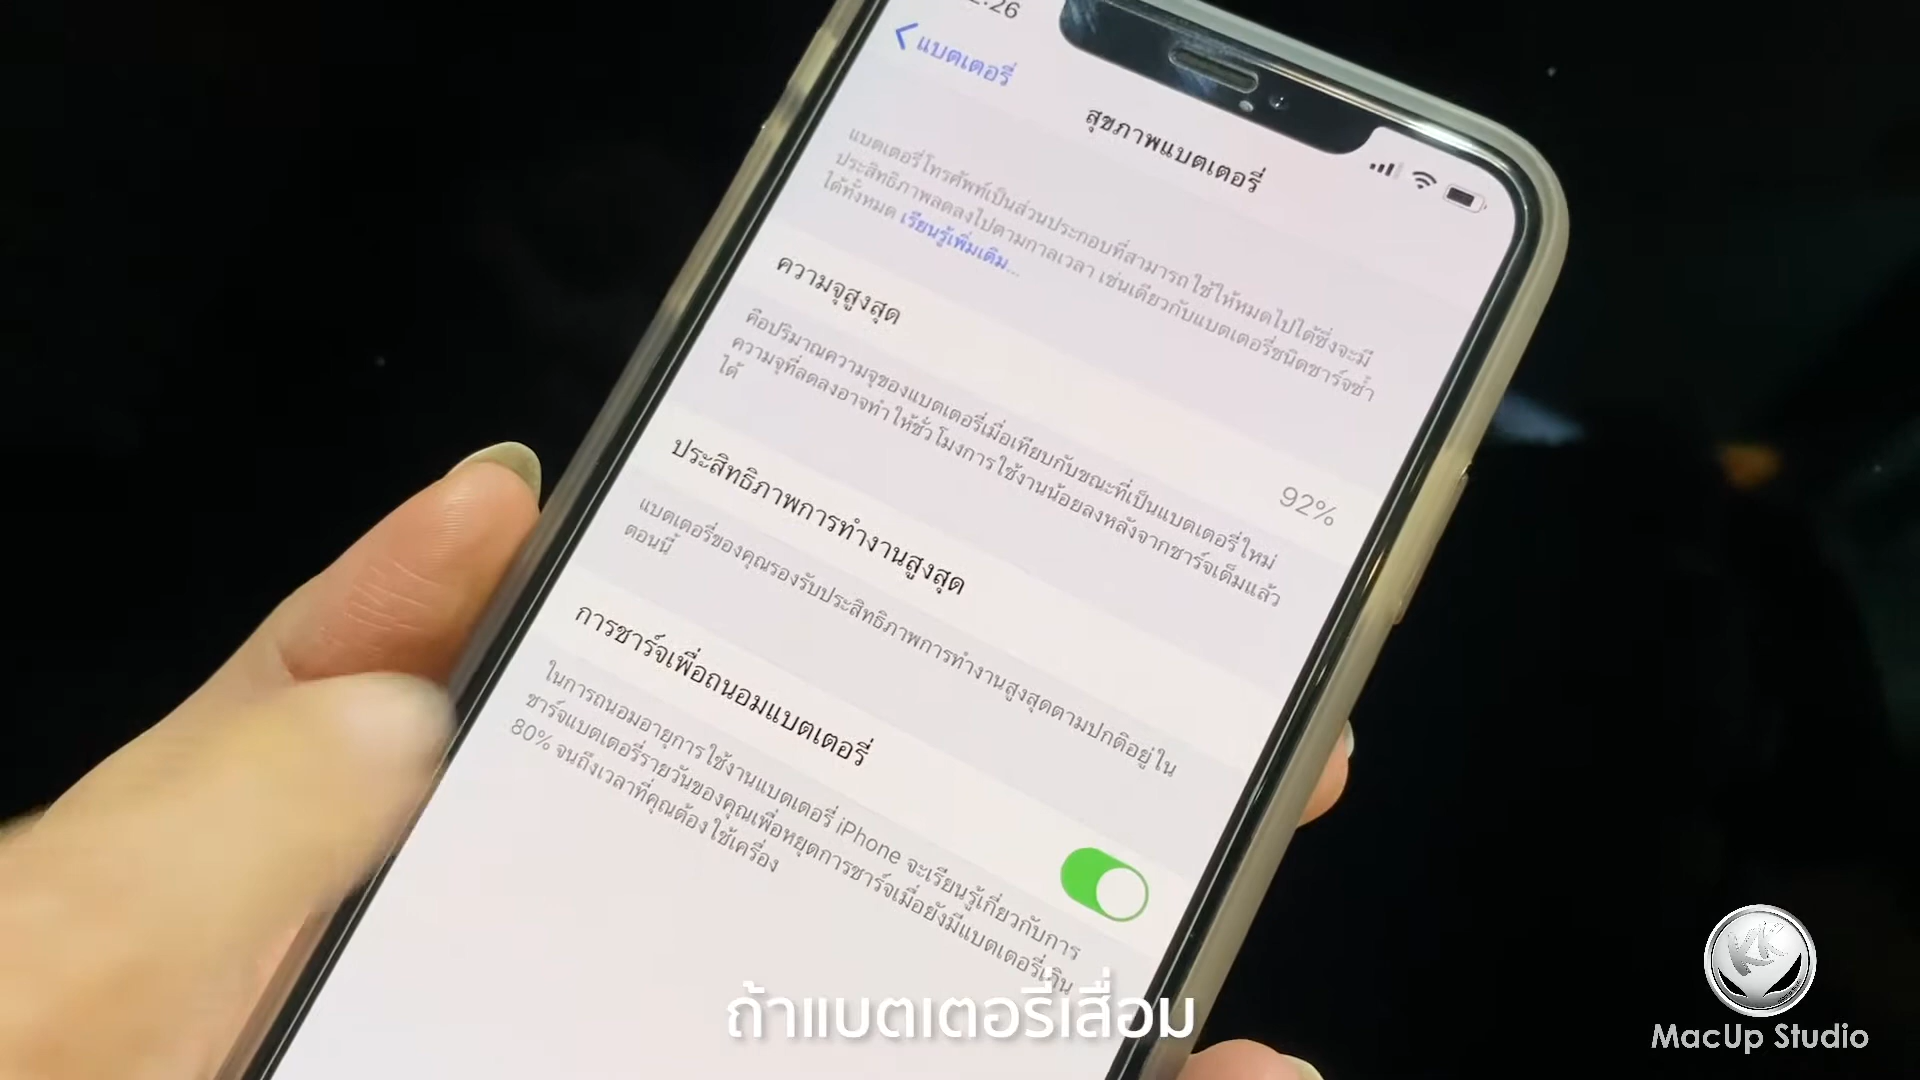 :26
แบตเตอรี่
สุขภาพแบตเตอรี่
แบตเตอรี่โทรศัพท์เป็นส่วนประกอบที่สามารถใช้ให้หมดไปได้ซึ่งจะมี
ประสิทธิภาพลดลงไปตามกาลเวลา เช่นเดียวกับแบตเตอรี่ชนิดชาร์จซ้ำ
ได้ทั้งหมด เรียนรู้เพิ่มเติม...
ความจุสูงสุด
92%
คือปริมาณความจุของแบตเตอรี่เมื่อเทียบกับขณะที่เป็นแบตเตอรี่ใหม่
ความจุที่ลดลงอาจทำให้ชั่วโมงการใช้งานน้อยลงหลังจากชาร์จเต็มแล้ว
ได้
ประสิทธิภาพการทำงานสูงสุด
แบตเตอรี่ของคุณรองรับประสิทธิภาพการทำงานสูงสุดตามปกติอยู่ใน
ตอนนี้
การชาร์จเพื่อถนอมแบตเตอรี่
ในการถนอมอายุการใช้งานแบตเตอรี่ iPhone จะเรียนรู้เกี่ยวกับการ
ชาร์จแบตเตอรี่รายวันของคุณเพื่อหยุดการชาร์จเมื่อยังมีแบตเตอรี่เกิน
80% จนถึงเวลาที่คุณต้องใช้เครื่อง
ถ้าแบตเตอรี่เสื่อม
MacUp Studio